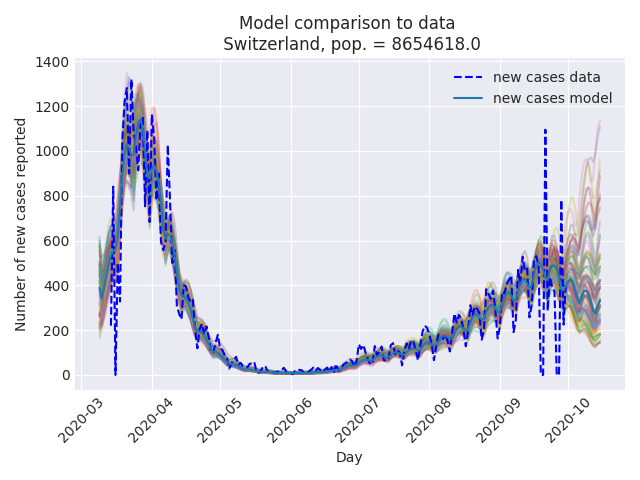 Model comparison to data
Switzerland, pop. = 8654618.0
new cases data
new cases model
Number of new cases reported
1400
1200
1000
800
600
400
200
0
2020-03
2020-04
2020-05
2020-06
2020-07
2020-08
2020-09
2020-10
Day